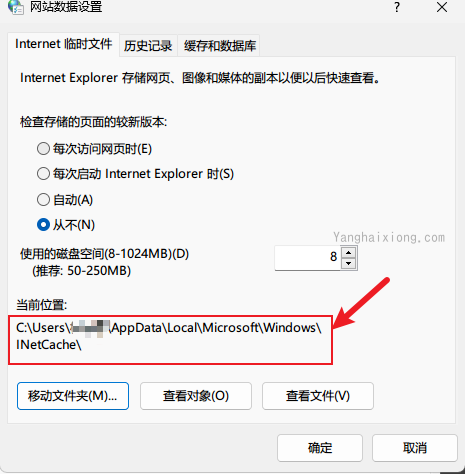 网站数据设置
?
Internet 临时文件 历史记录 缓存和数据库
Internet Explorer 存储网页、图像和媒体的副本以便以后快速查看。
检查存储的页面的较新版本:
每次访问网页时(E)
每次启动 Internet Explorer 时(S)
自动(A)
从不(N)
Yanghaixiong.com
使用的磁盘空间(8-1024MB)(D) 8
(推荐: 50-250MB)
当前位置:
C:\Users\ \AppData\Local\Microsoft\Windows\
INetCache\
移动文件夹(M)... 查看对象(O) 查看文件(V)
确定 取消